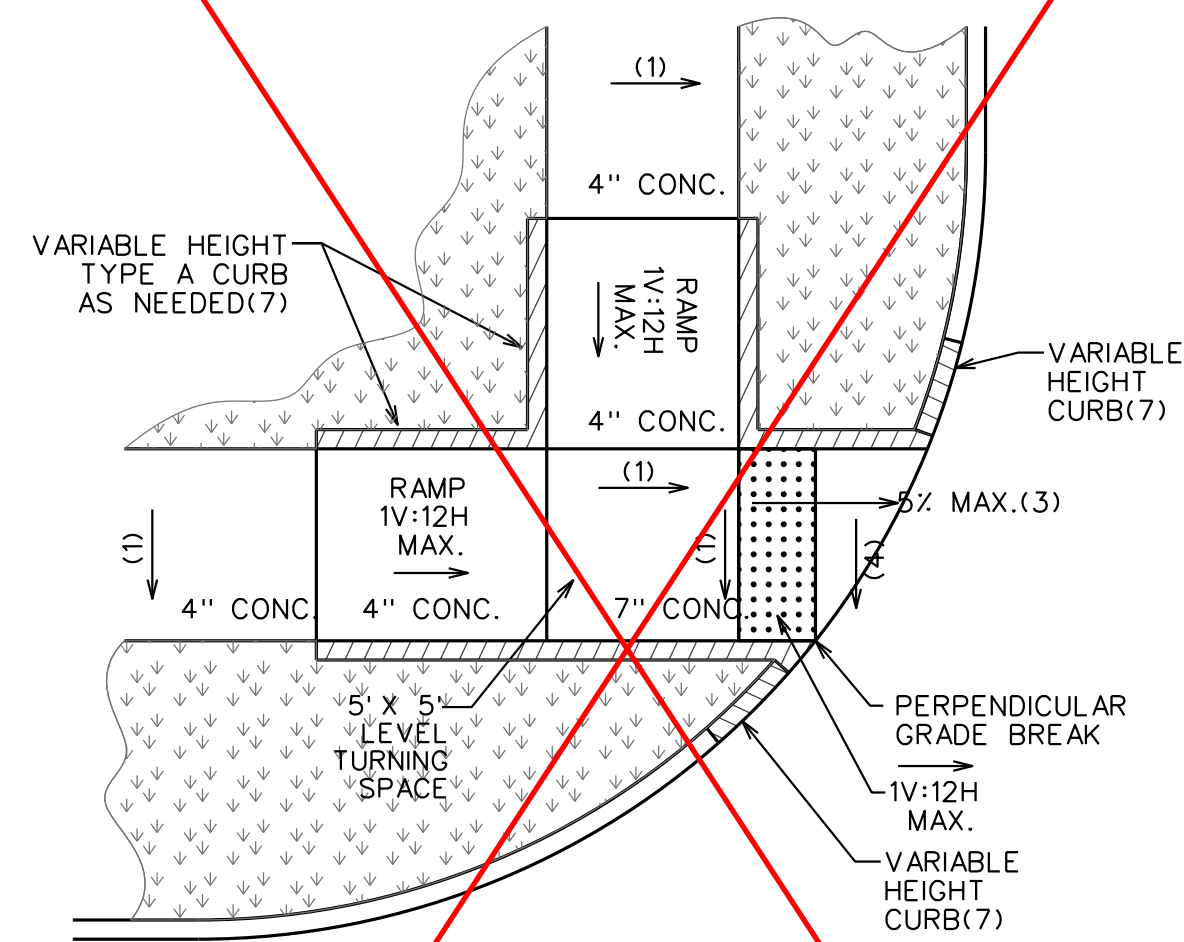 (1)
4" CONC.
VARIABLE HEIGHT
TYPE A CURB
AS NEEDED(7)
RAMP
1V:12H
MAX.
VARIABLE
HEIGHT
CURB(7)
4" CONC.
(1)
RAMP
1V:12H
MAX.
5% MAX.(3)
(1)
(1)
(4)
4" CONC.
4" CONC.
7" CONC.
5' X 5'
LEVEL
TURNING
SPACE
PERPENDICULAR
GRADE BREAK
1V:12H
MAX.
VARIABLE
HEIGHT
CURB(7)